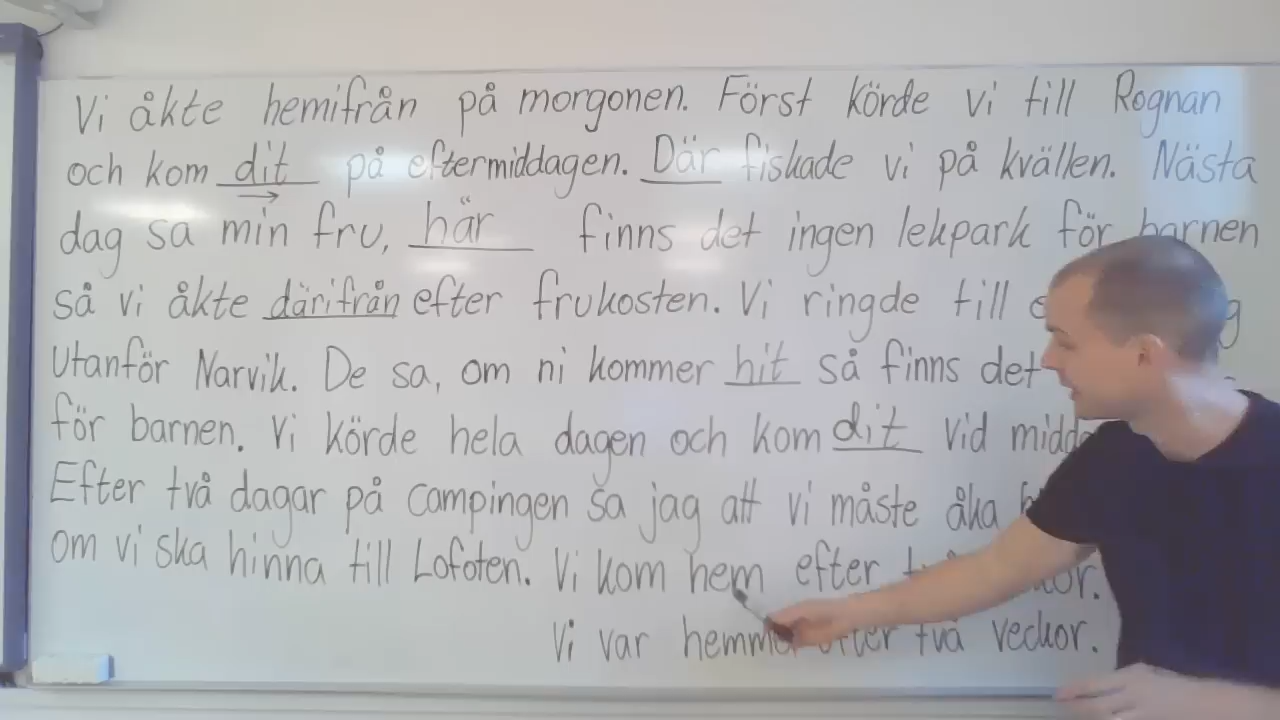 Vi åkte hemifrån på morgonen. Först körde vi till Rognan
och kom dit på eftermiddagen. Där fiskade vi på kvällen. Nästa
dag sa min fru, här finns det ingen lekpark för barnen
så vi åkte därifrån efter frukosten. Vi ringde till
Utanför Narvik. De sa, om ni kommer hit så finns det
för barnen. Vi körde hela dagen och kom dit vid
Efter två dagar på campingen sa jag att vi måste åka
om vi ska hinna till Lofoten. Vi kom hem efter
Vi var hemma efter två veckor.